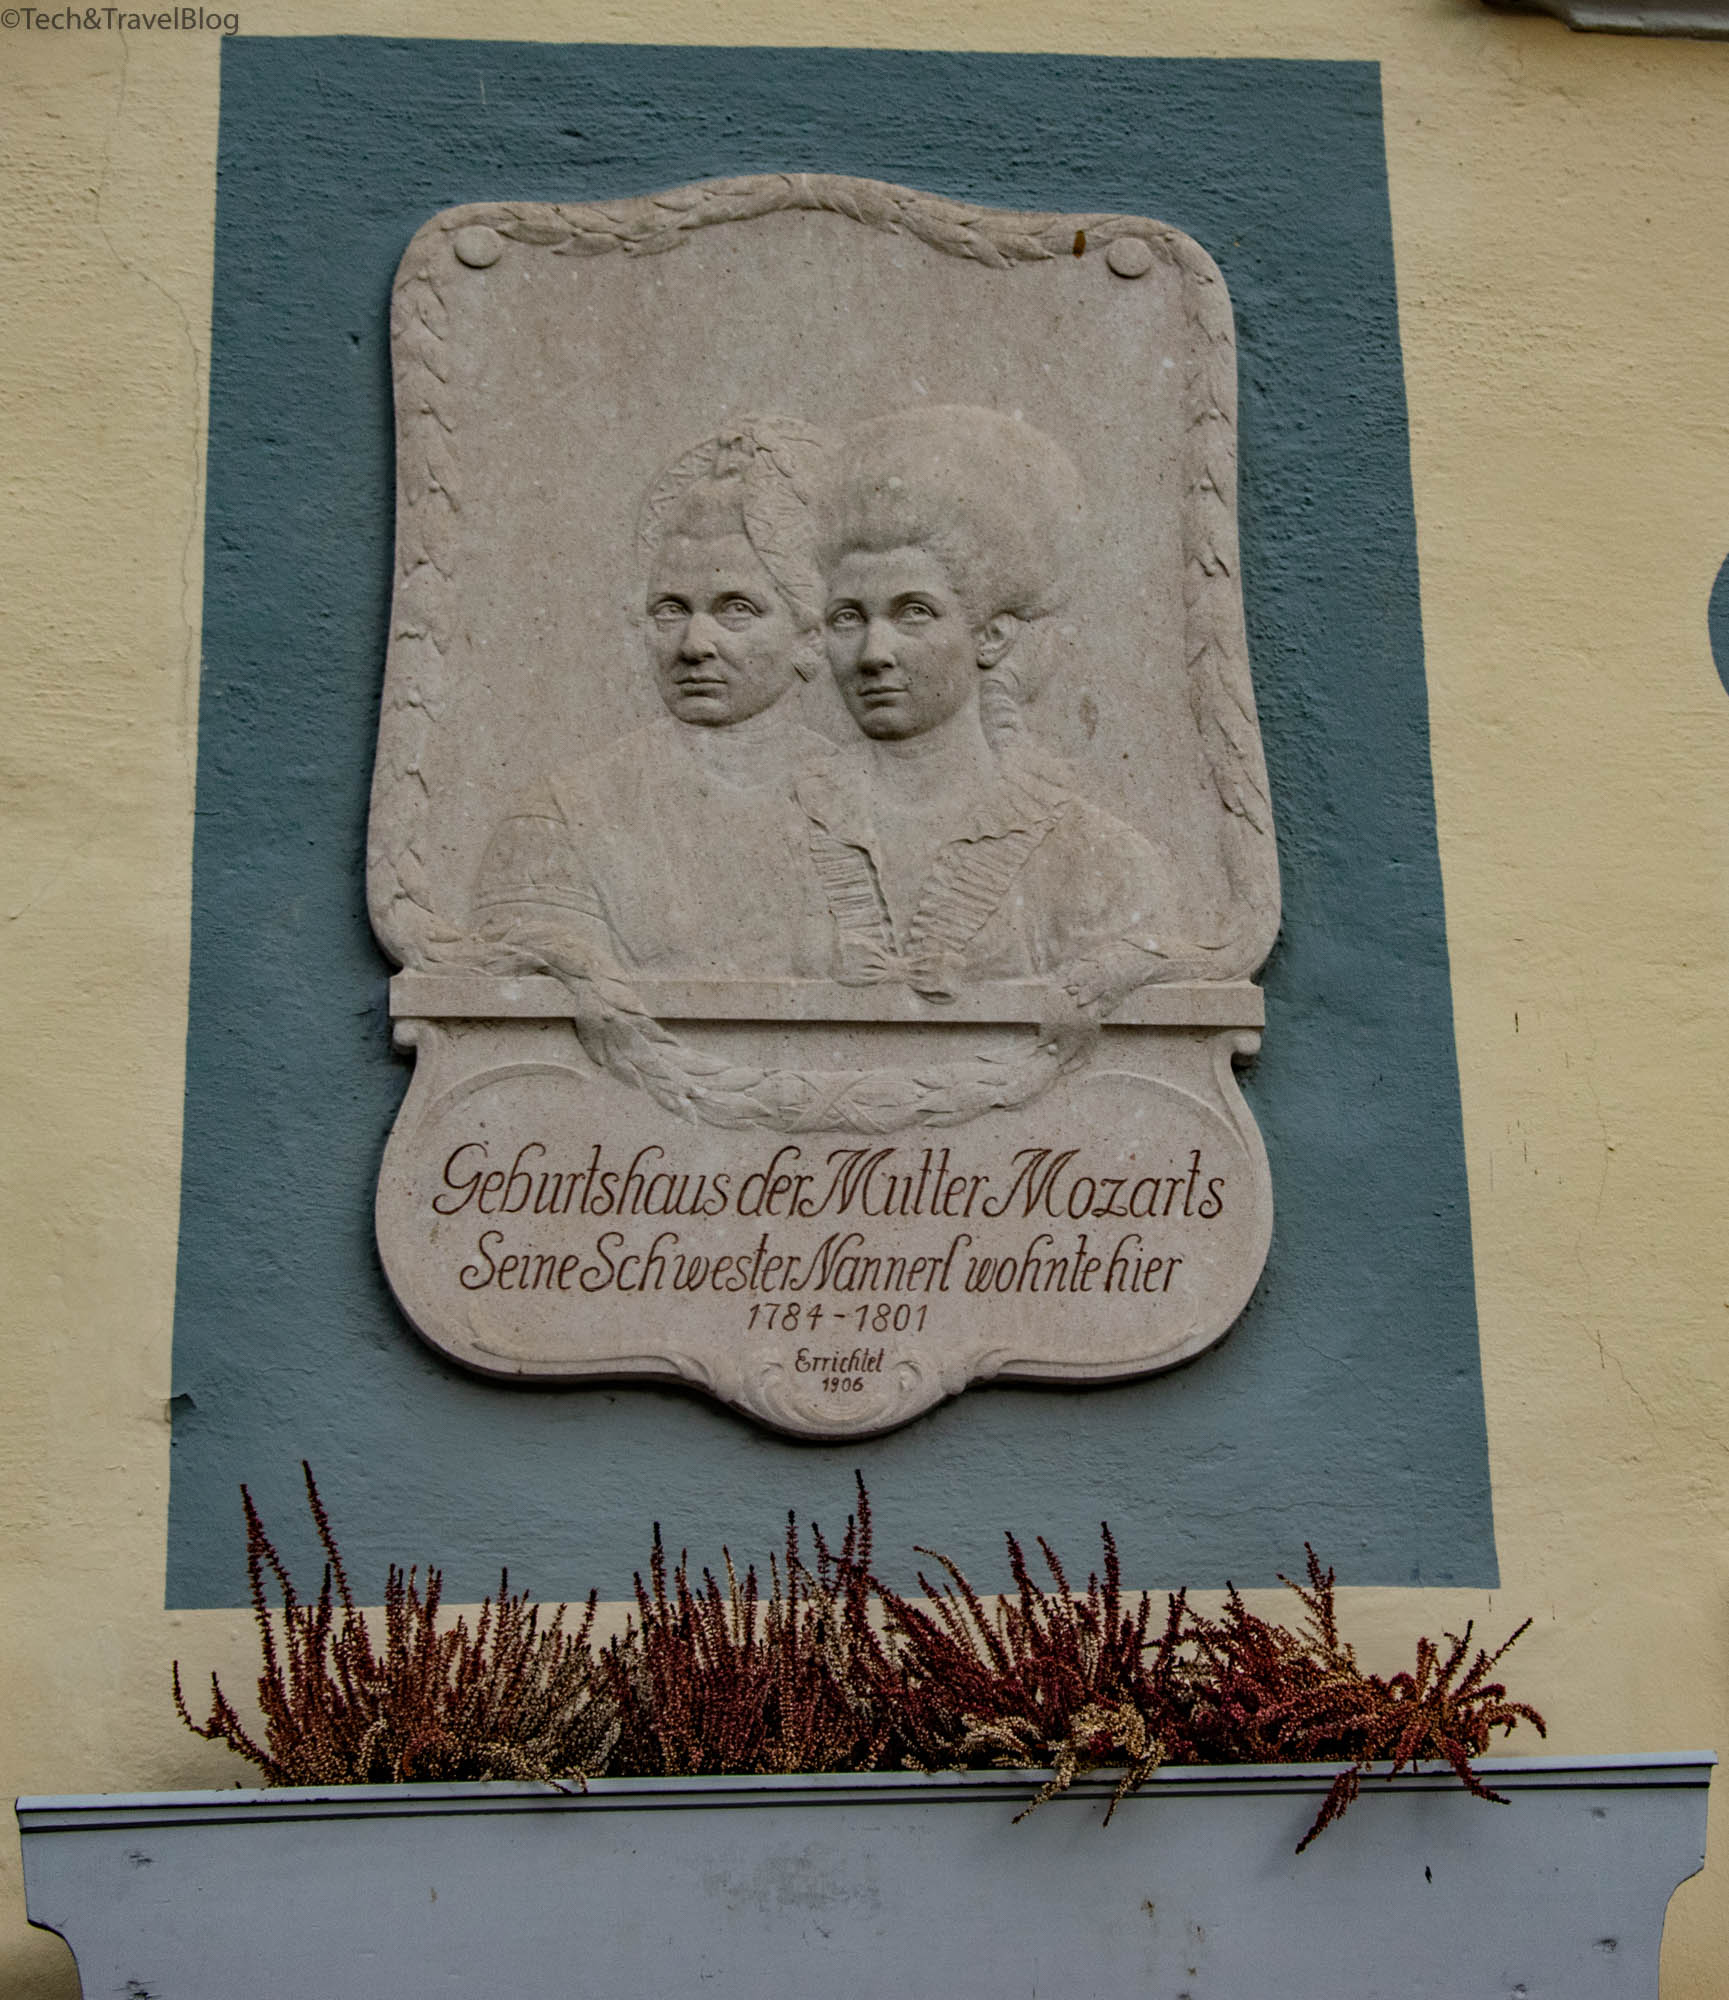 ©Tech&TravelBlog
Geburtshaus der Mutter Mozarts
Seine Schwester Nannerl wohnte hier
1784-1801
Errichtet
1906